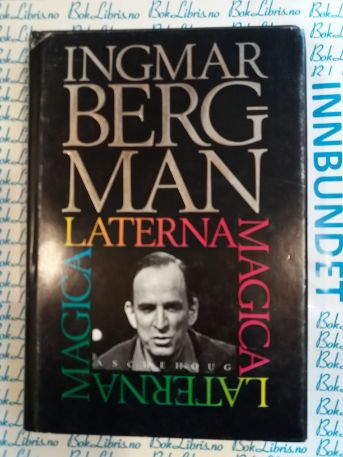 INGMAR
BERG-
MAN
LATERNA
MAGICA
LATERNA
MAGICA
ASCHEHOUG
INNBUNDET
BokLibris.no